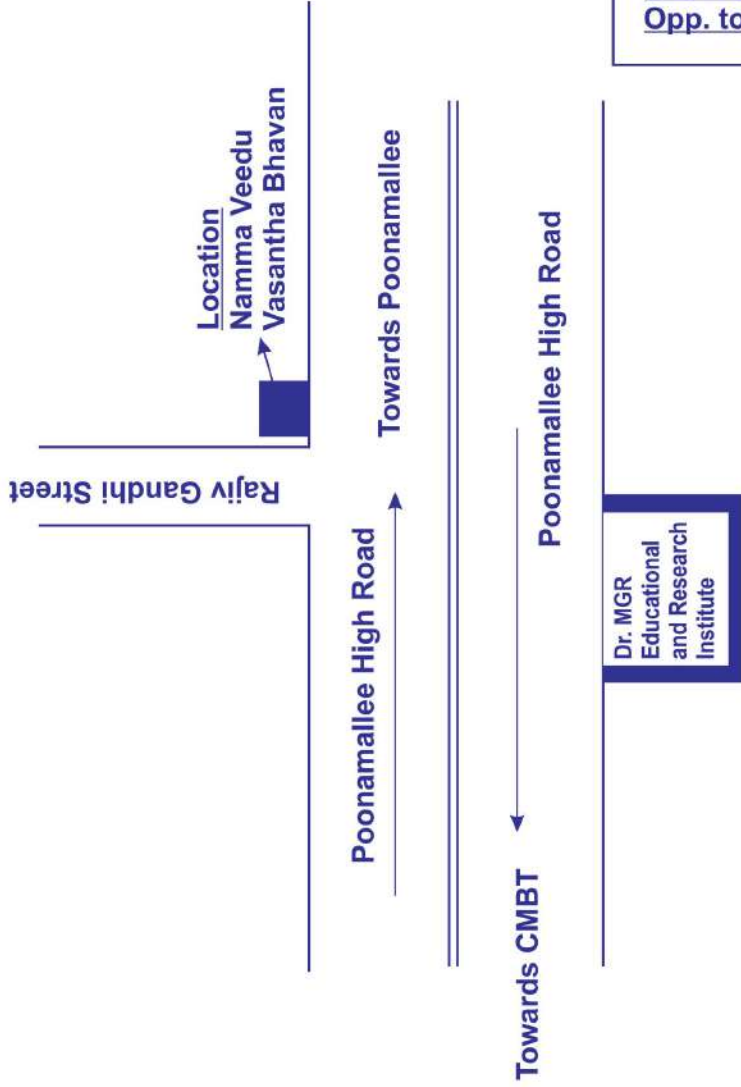 Rajiv Gandhi Street
Location
Namma Veedu
Vasantha Bhavan
Poonamallee High Road
Towards Poonamallee
Towards CMBT
Poonamallee High Road
Dr. MGR
Educational
and Research
Institute
Opp. to